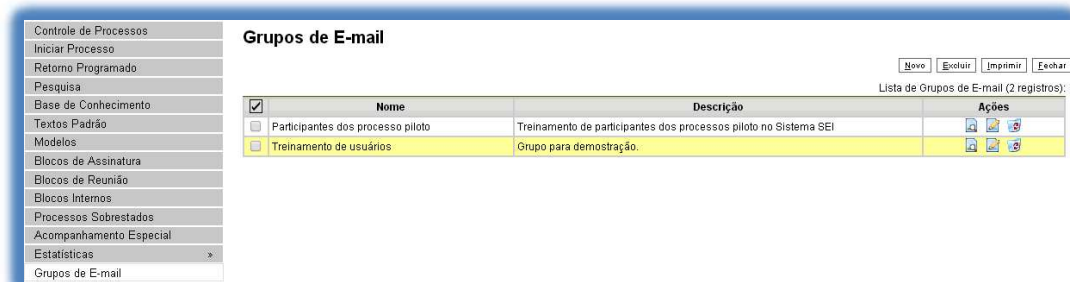 Controle de Processos
Iniciar Processo
Retorno Programado
Pesquisa
Base de Conhecimento
Textos Padrão
Modelos
Blocos de Assinatura
Blocos de Reunião
Blocos Internos
Processos Sobrestados
Acompanhamento Especial
Estatísticas »
Grupos de E-mail
Grupos de E-mail
Novo Excluir Imprimir Fechar
Lista de Grupos de E-mail (2 registros):
Nome Descrição Ações
Participantes dos processo piloto Treinamento de participantes dos processos piloto no Sistema SEI
Treinamento de usuários Grupo para demostração.